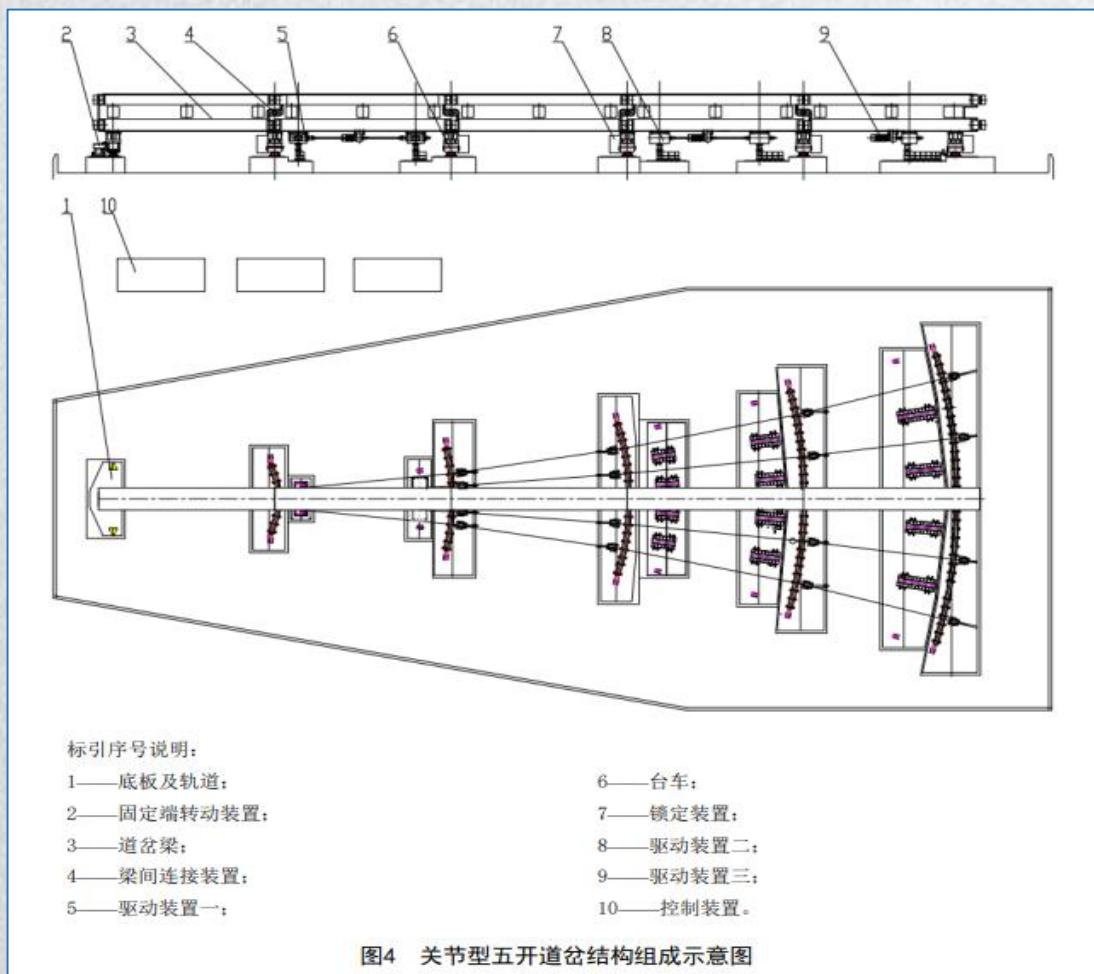 2 3 4 5 6 7 8 9
1 10
标引序号说明:
1——底板及轨道; 6——台车;
2——固定端转动装置; 7——锁定装置;
3——道岔梁; 8——驱动装置二;
4——梁间连接装置; 9——驱动装置三;
5——驱动装置一; 10——控制装置。
图4 关节型五开道岔结构组成示意图